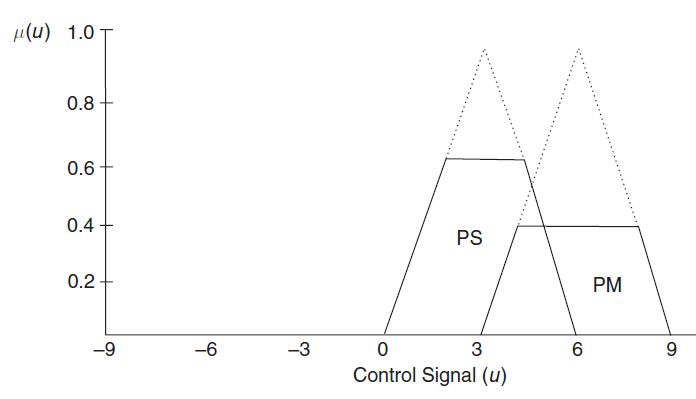 μ(u) 1.0
0.8
0.6
0.4
PS
0.2
PM
−9 −6 −3 0 3 6 9
Control Signal (u)